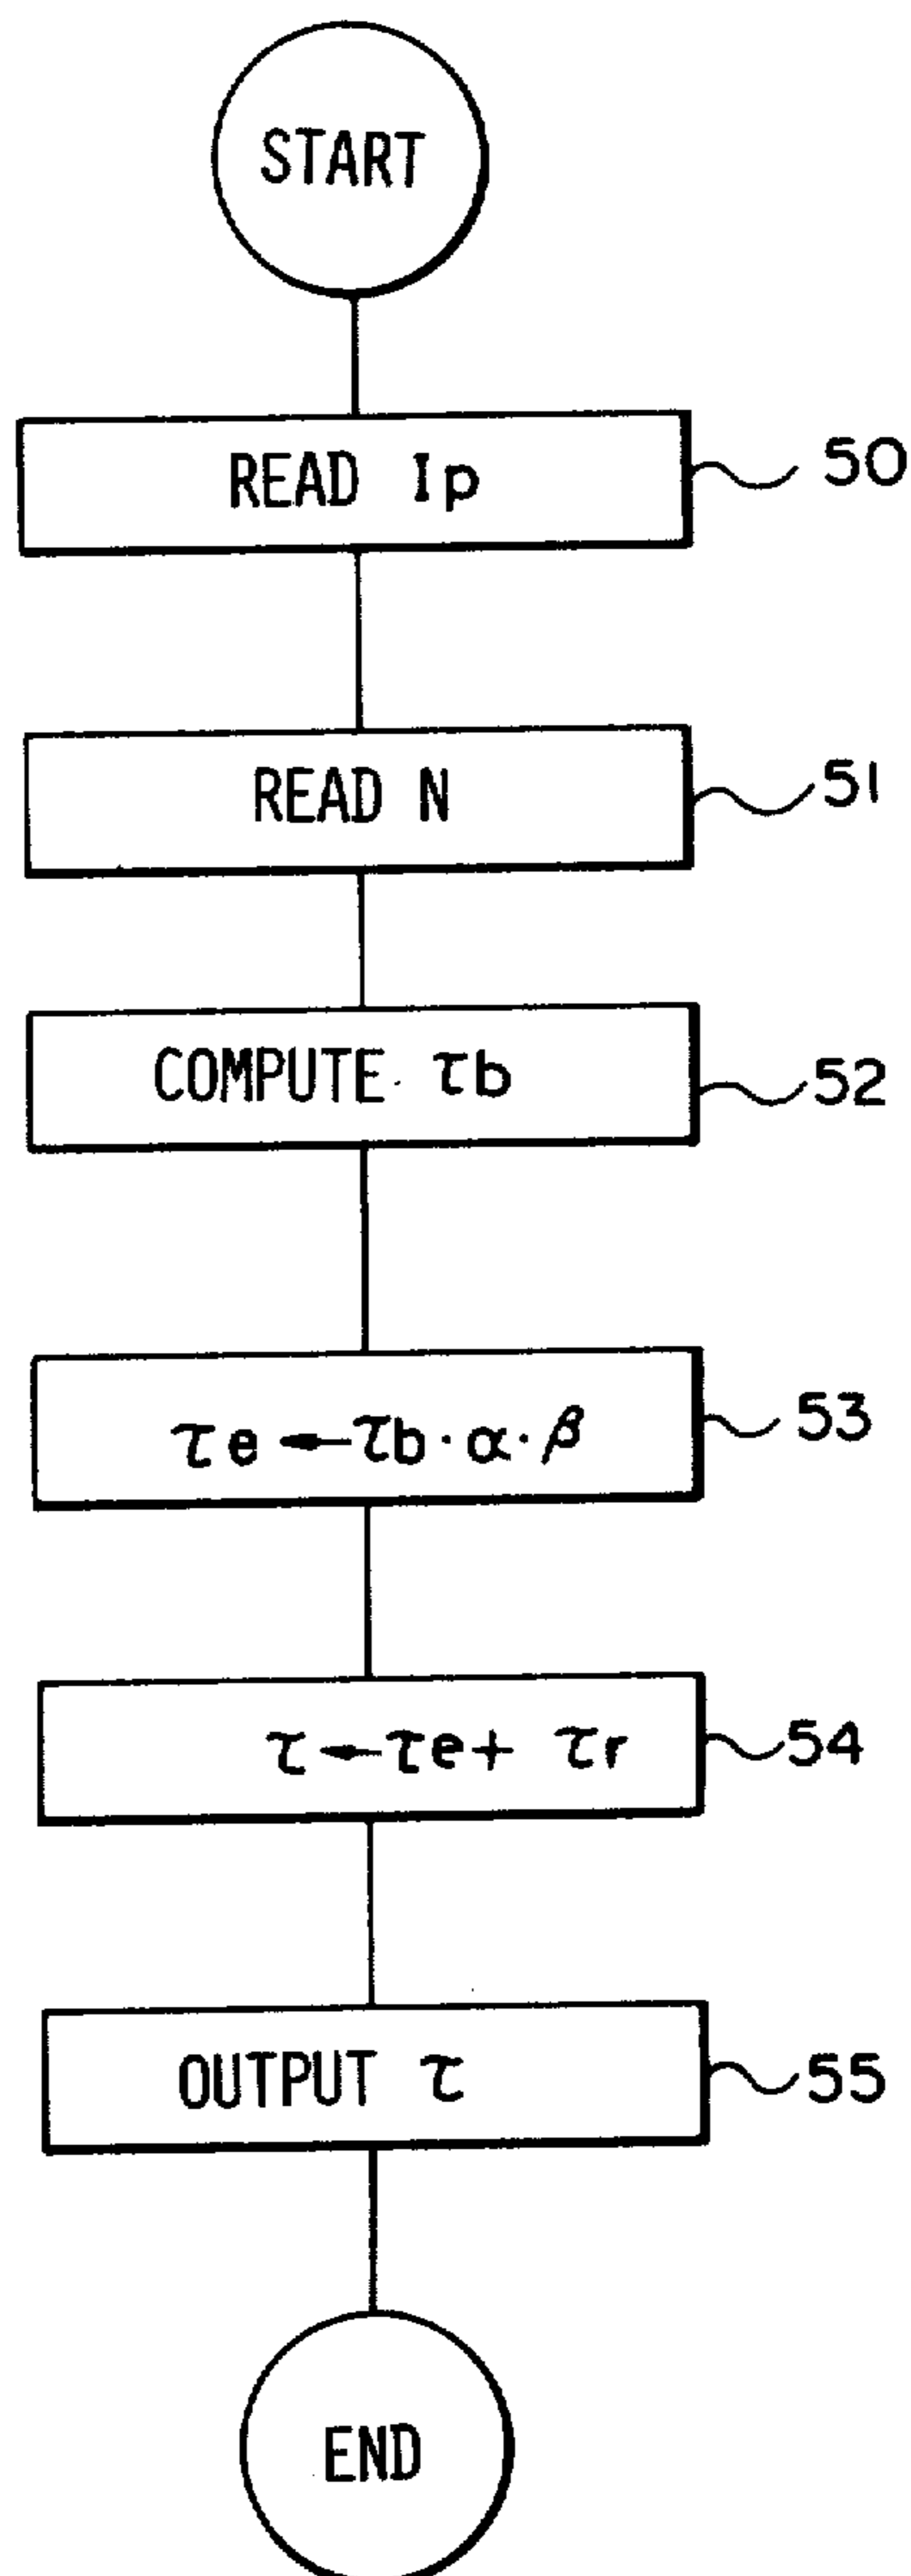 START
READ Ip 50
READ N 51
COMPUTE τb 52
τe ← τb · α · β 53
τ ← τe + τr 54
OUTPUT τ 55
END